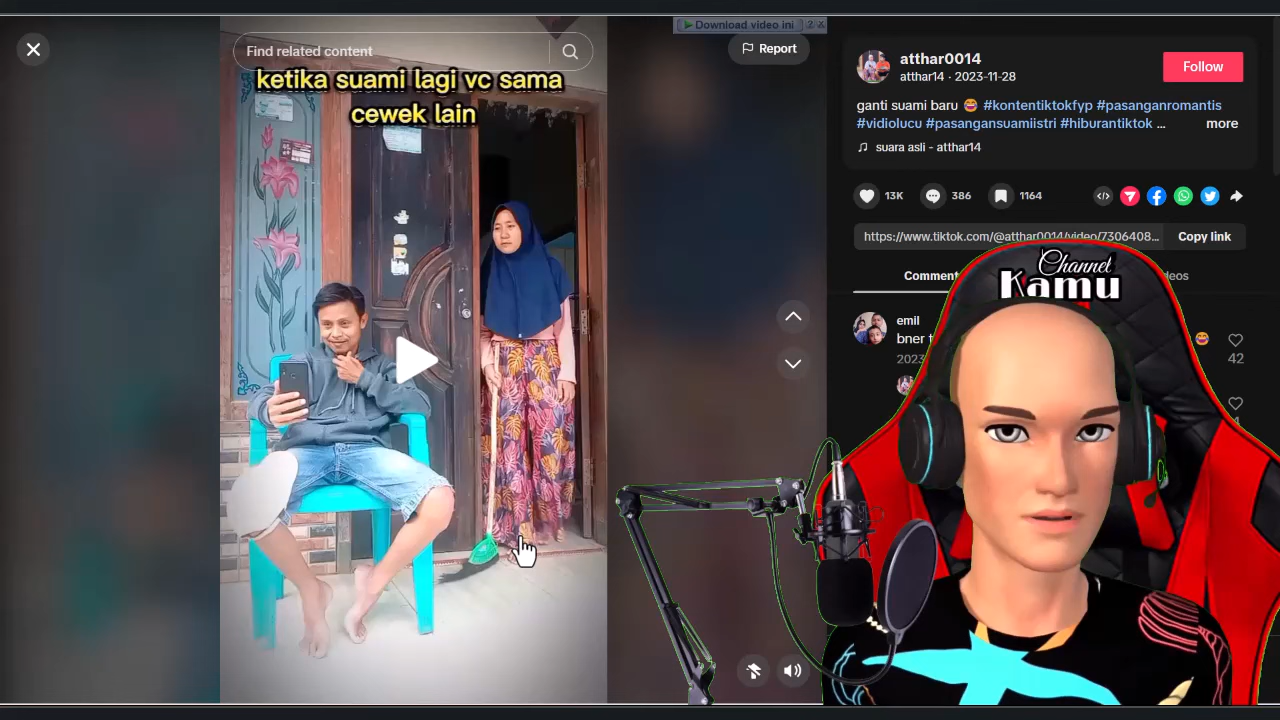 Download video ini
?
X
Find related content
Report
ketika suami lagi vc sama
cewek lain
atthar0014
atthar14 · 2023-11-28
Follow
ganti suami baru 😂 #kontentiktokfyp #pasanganromantis
#vidiolucu #pasangansuamiistri #hiburantiktok ...
more
suara asli - atthar14
13K
386
1164
https://www.tiktok.com/@atthar0014/video/7306408...
Copy link
Channel
Kamu
emil
42